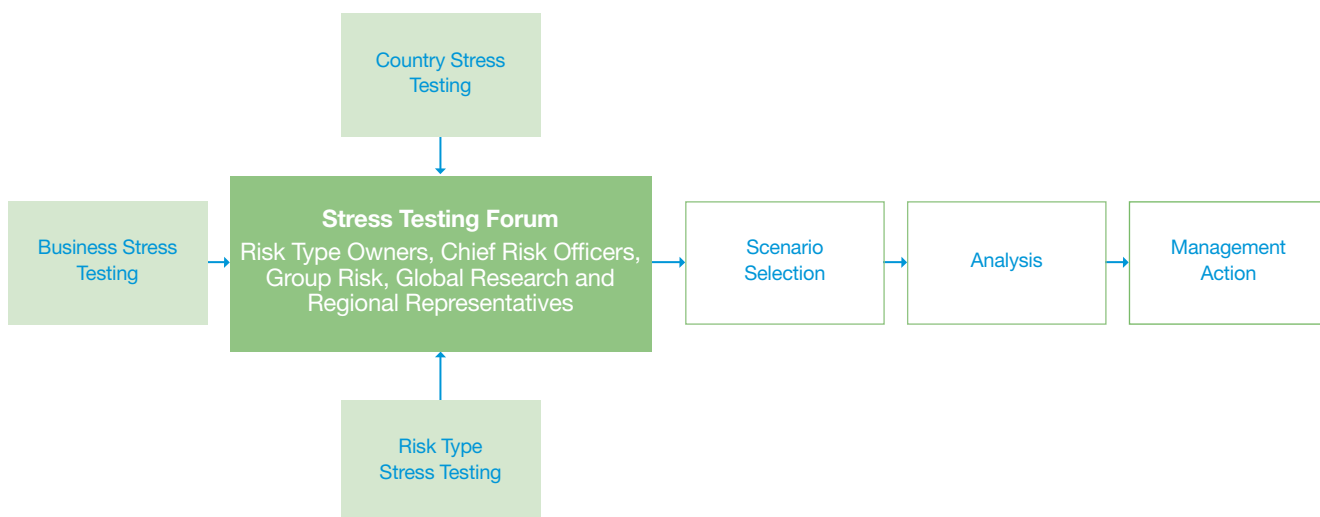 Country Stress
Testing
Business Stress
Testing
Stress Testing Forum
Risk Type Owners, Chief Risk Officers,
Group Risk, Global Research and
Regional Representatives
Scenario
Selection
Analysis
Management
Action
Risk Type
Stress Testing